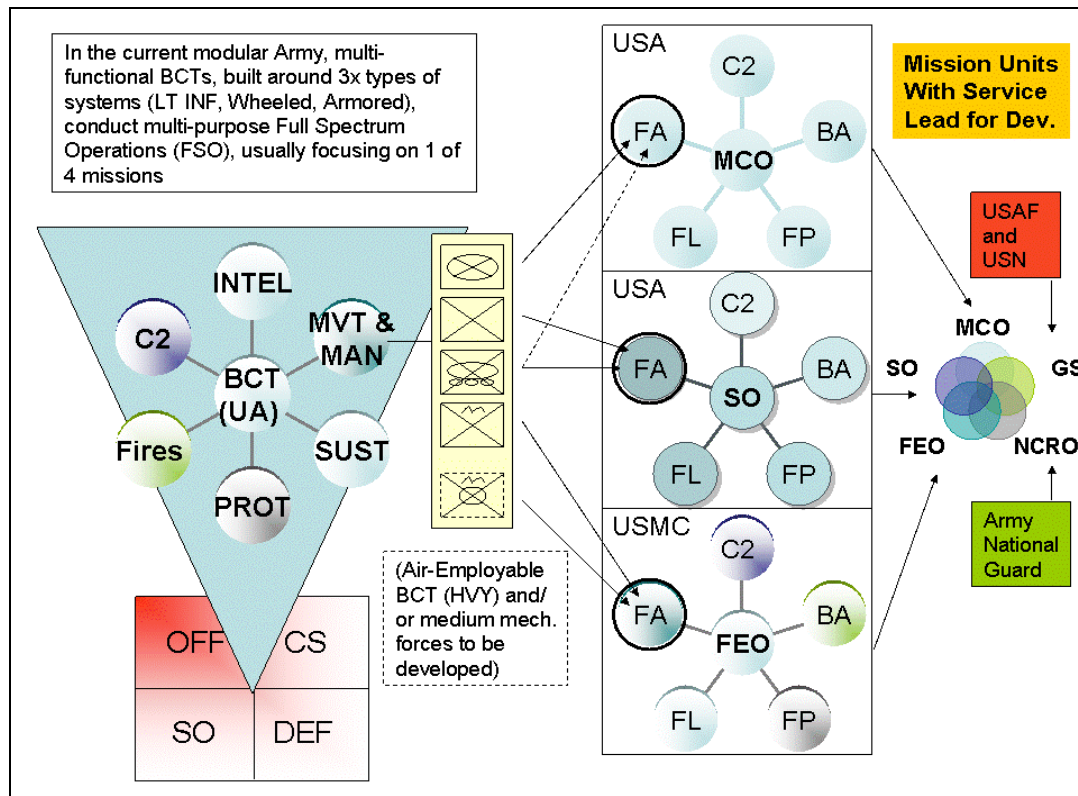 In the current modular Army, multi-
functional BCTs, built around 3x types of
systems (LT INF, Wheeled, Armored),
conduct multi-purpose Full Spectrum
Operations (FSO), usually focusing on 1 of
4 missions
INTEL
C2
MVT &
MAN
BCT
(UA)
Fires
SUST
PROT
OFF
CS
SO
DEF
(Air-Employable
BCT (HVY) and/
or medium mech.
forces to be
developed)
USA
C2
FA
BA
MCO
FL
FP
USA
C2
FA
BA
SO
FL
FP
USMC
C2
FA
BA
FEO
FL
FP
Mission Units
With Service
Lead for Dev.
USAF
and
USN
MCO
SO
GS
FEO
NCRO
Army
National
Guard